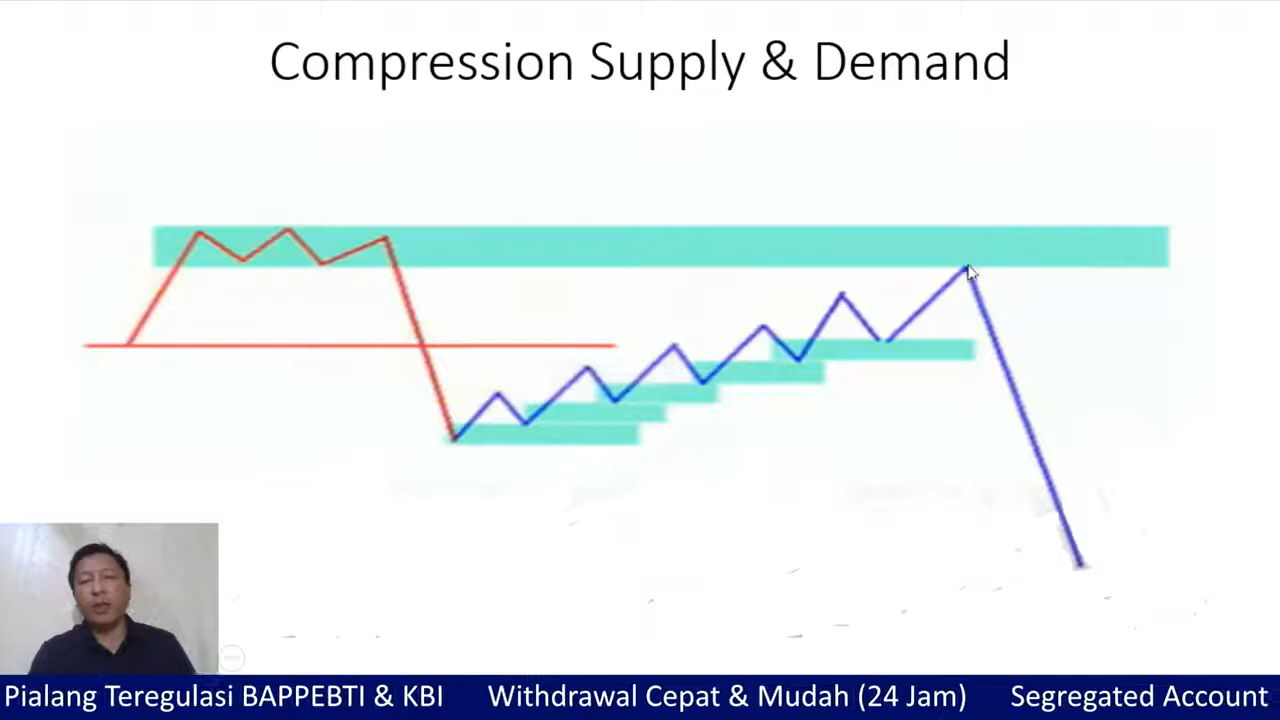 Compression Supply & Demand
Pialang Teregulasi BAPPEBTI & KBI Withdrawal Cepat & Mudah (24 Jam) Segregated Account